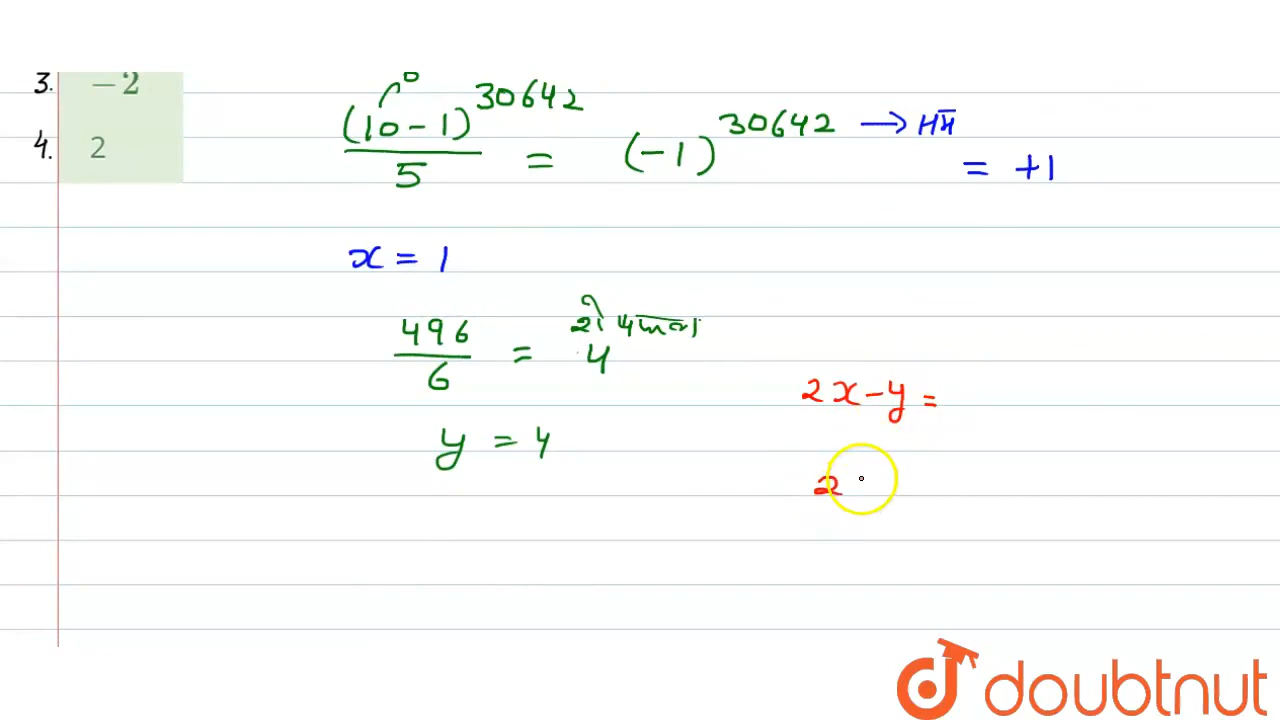 3. −2
4. 2
0
(10 − 1)^30642 / 5 = (−1)^30642 → सम
= +1
x = 1
496 / 6 = 4
y = 4
2x − y =
2
doubtnut